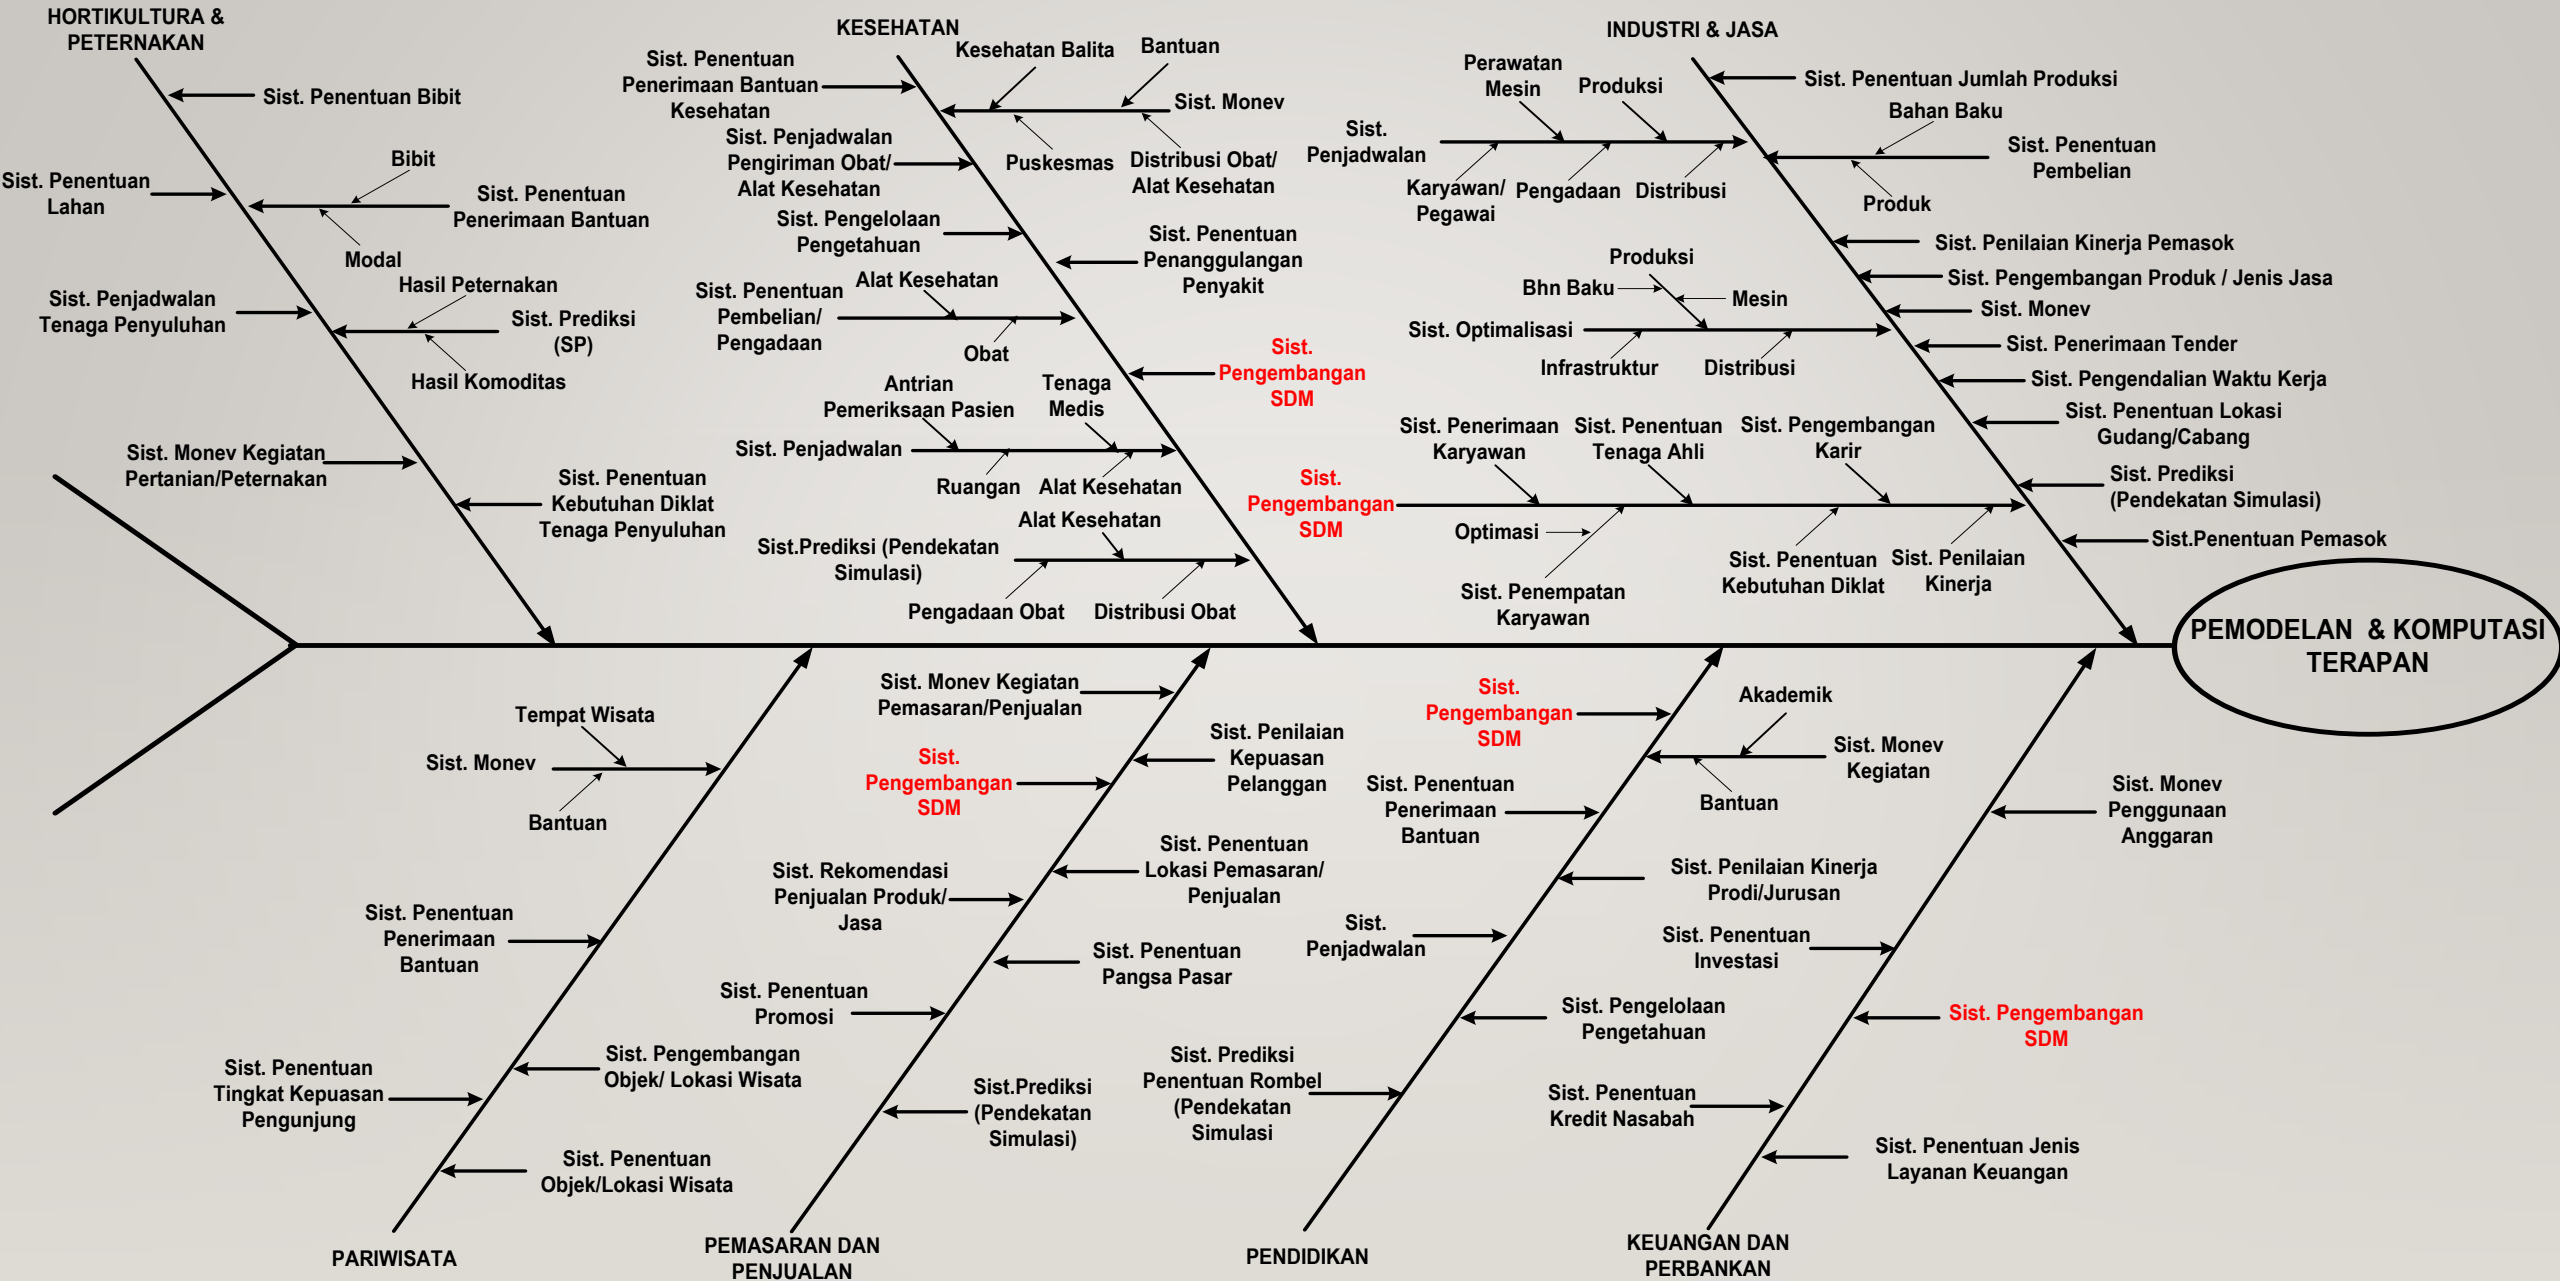 HORTIKULTURA &
PETERNAKAN
Sist. Penentuan Bibit
Sist. Penentuan
Lahan
Bibit
Sist. Penentuan
Penerimaan Bantuan
Modal
Sist. Penjadwalan
Tenaga Penyuluhan
Hasil Peternakan
Sist. Prediksi
(SP)
Hasil Komoditas
Sist. Monev Kegiatan
Pertanian/Peternakan
Sist. Penentuan
Kebutuhan Diklat
Tenaga Penyuluhan
KESEHATAN
Sist. Penentuan
Penerimaan Bantuan
Kesehatan
Kesehatan Balita
Bantuan
Sist. Monev
Puskesmas
Distribusi Obat/
Alat Kesehatan
Sist. Penjadwalan
Pengiriman Obat/
Alat Kesehatan
Sist. Pengelolaan
Pengetahuan
Sist. Penentuan
Penanggulangan
Penyakit
Alat Kesehatan
Sist. Penentuan
Pembelian/
Pengadaan
Obat
Sist.
Pengembangan
SDM
Antrian
Pemeriksaan Pasien
Tenaga
Medis
Sist. Penjadwalan
Ruangan
Alat Kesehatan
Alat Kesehatan
Sist.Prediksi (Pendekatan
Simulasi)
Pengadaan Obat
Distribusi Obat
INDUSTRI & JASA
Sist. Penentuan Jumlah Produksi
Perawatan
Mesin
Produksi
Sist.
Penjadwalan
Karyawan/
Pegawai
Pengadaan
Distribusi
Bahan Baku
Sist. Penentuan
Pembelian
Produk
Sist. Penilaian Kinerja Pemasok
Sist. Pengembangan Produk / Jenis Jasa
Sist. Monev
Produksi
Bhn Baku
Mesin
Sist. Optimalisasi
Infrastruktur
Distribusi
Sist. Penerimaan Tender
Sist. Pengendalian Waktu Kerja
Sist. Penentuan Lokasi
Gudang/Cabang
Sist. Penerimaan
Karyawan
Sist. Penentuan
Tenaga Ahli
Sist. Pengembangan
Karir
Sist.
Pengembangan
SDM
Optimasi
Sist. Penempatan
Karyawan
Sist. Penentuan
Kebutuhan Diklat
Sist. Penilaian
Kinerja
Sist. Prediksi
(Pendekatan Simulasi)
Sist.Penentuan Pemasok
PEMODELAN & KOMPUTASI
TERAPAN
Tempat Wisata
Sist. Monev
Bantuan
Sist. Penentuan
Penerimaan
Bantuan
Sist. Pengembangan
Objek/ Lokasi Wisata
Sist. Penentuan
Tingkat Kepuasan
Pengunjung
Sist. Penentuan
Objek/Lokasi Wisata
PARIWISATA
Sist. Monev Kegiatan
Pemasaran/Penjualan
Sist. Penilaian
Kepuasan
Pelanggan
Sist.
Pengembangan
SDM
Sist. Penentuan
Lokasi Pemasaran/
Penjualan
Sist. Rekomendasi
Penjualan Produk/
Jasa
Sist. Penentuan
Pangsa Pasar
Sist. Penentuan
Promosi
Sist.Prediksi
(Pendekatan
Simulasi)
PEMASARAN DAN
PENJUALAN
Sist.
Pengembangan
SDM
Akademik
Sist. Monev
Kegiatan
Bantuan
Sist. Penentuan
Penerimaan
Bantuan
Sist. Penilaian Kinerja
Prodi/Jurusan
Sist.
Penjadwalan
Sist. Pengelolaan
Pengetahuan
Sist. Prediksi
Penentuan Rombel
(Pendekatan
Simulasi
PENDIDIKAN
Sist. Monev
Penggunaan
Anggaran
Sist. Penentuan
Investasi
Sist. Pengembangan
SDM
Sist. Penentuan
Kredit Nasabah
Sist. Penentuan Jenis
Layanan Keuangan
KEUANGAN DAN
PERBANKAN